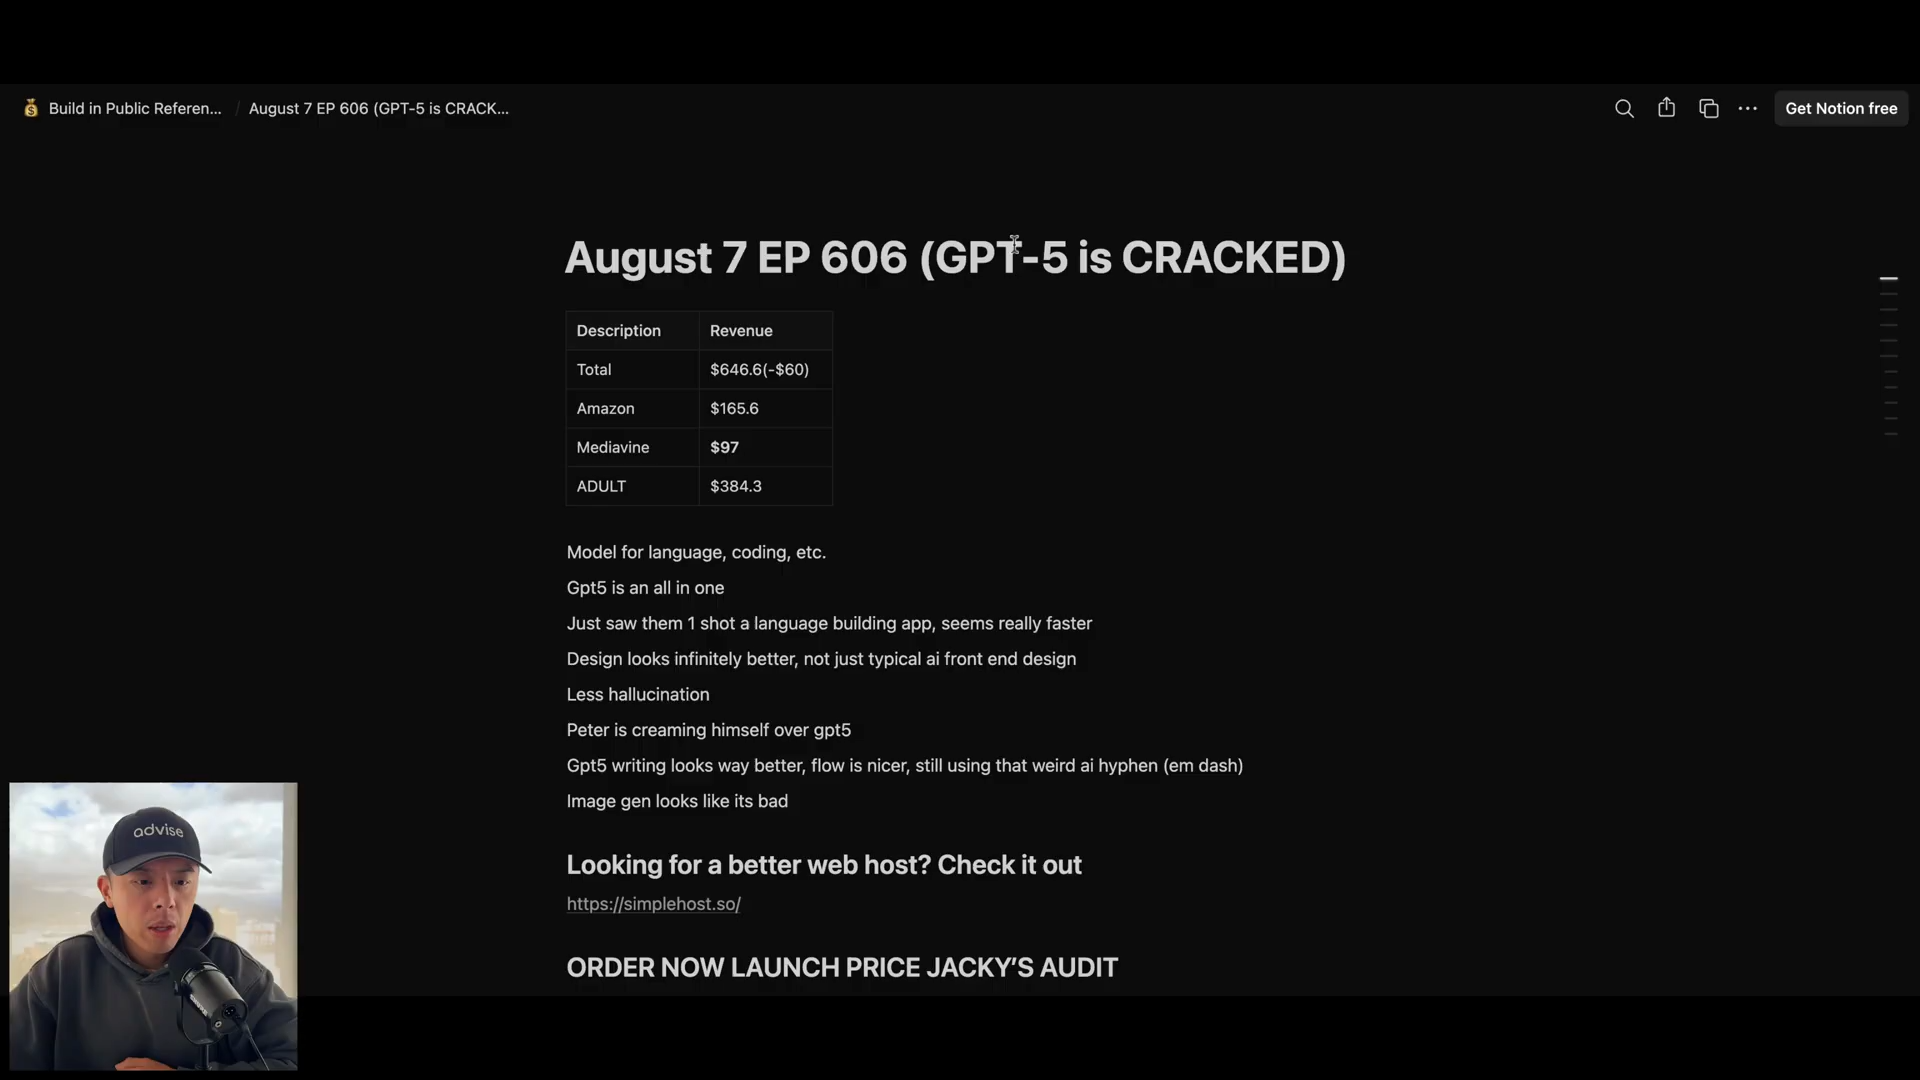 Build in Public Referen... / August 7 EP 606 (GPT-5 is CRACK...
Get Notion free
August 7 EP 606 (GPT-5 is CRACKED)
Description Revenue
Total $646.6(-$60)
Amazon $165.6
Mediavine $97
ADULT $384.3
Model for language, coding, etc.
Gpt5 is an all in one
Just saw them 1 shot a language building app, seems really faster
Design looks infinitely better, not just typical ai front end design
Less hallucination
Peter is creaming himself over gpt5
Gpt5 writing looks way better, flow is nicer, still using that weird ai hyphen (em dash)
Image gen looks like its bad
Looking for a better web host? Check it out
https://simplehost.so/
ORDER NOW LAUNCH PRICE JACKY’S AUDIT
advise